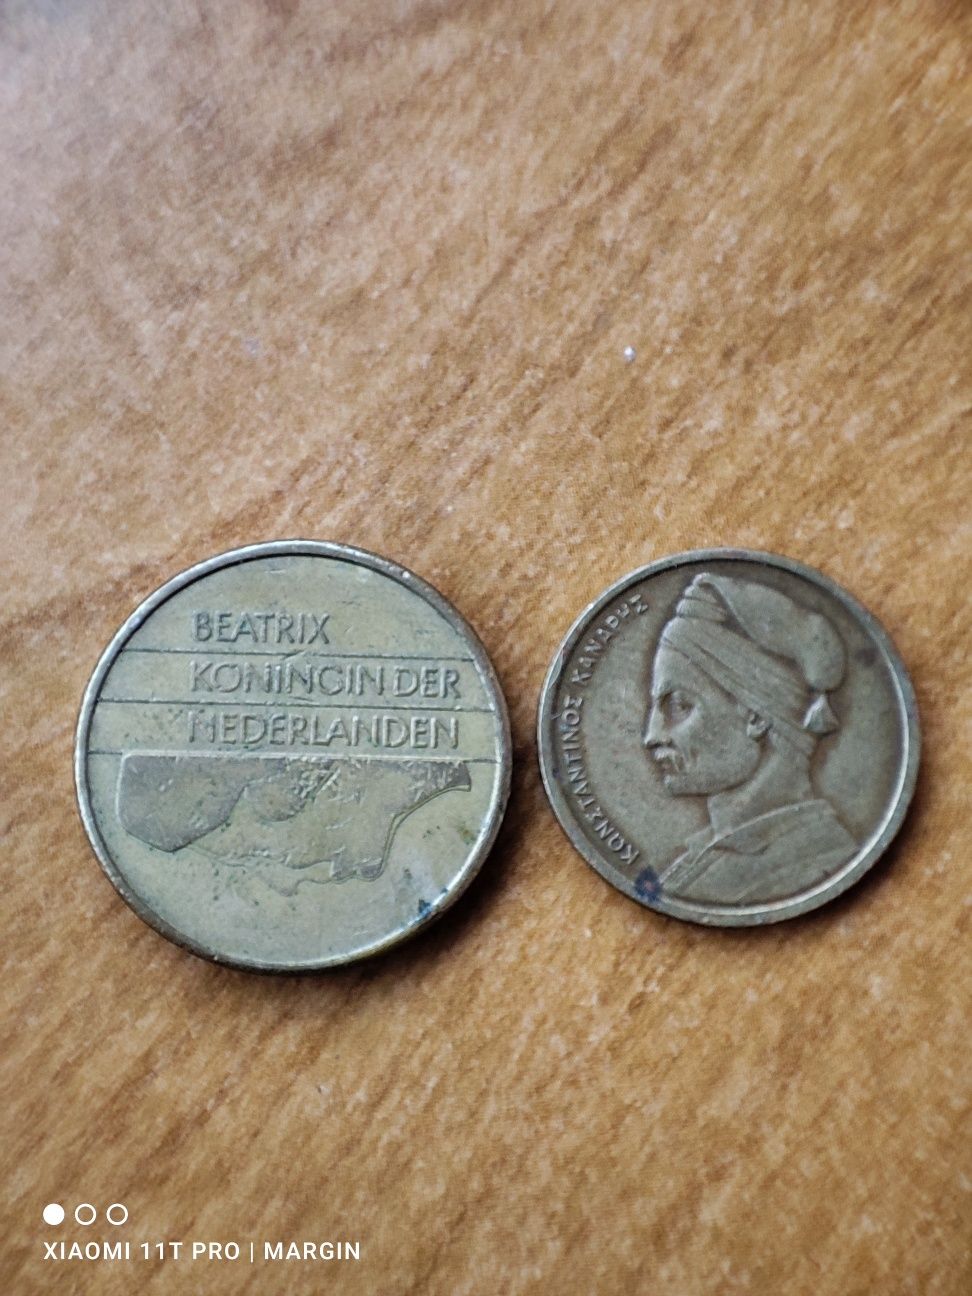 BEATRIX
KONINGIN DER
NEDERLANDEN
ΚΩΝΣΤΑΝΤΙΝΟΣ ΚΑΝΑΡΗΣ
XIAOMI 11T PRO | MARGIN